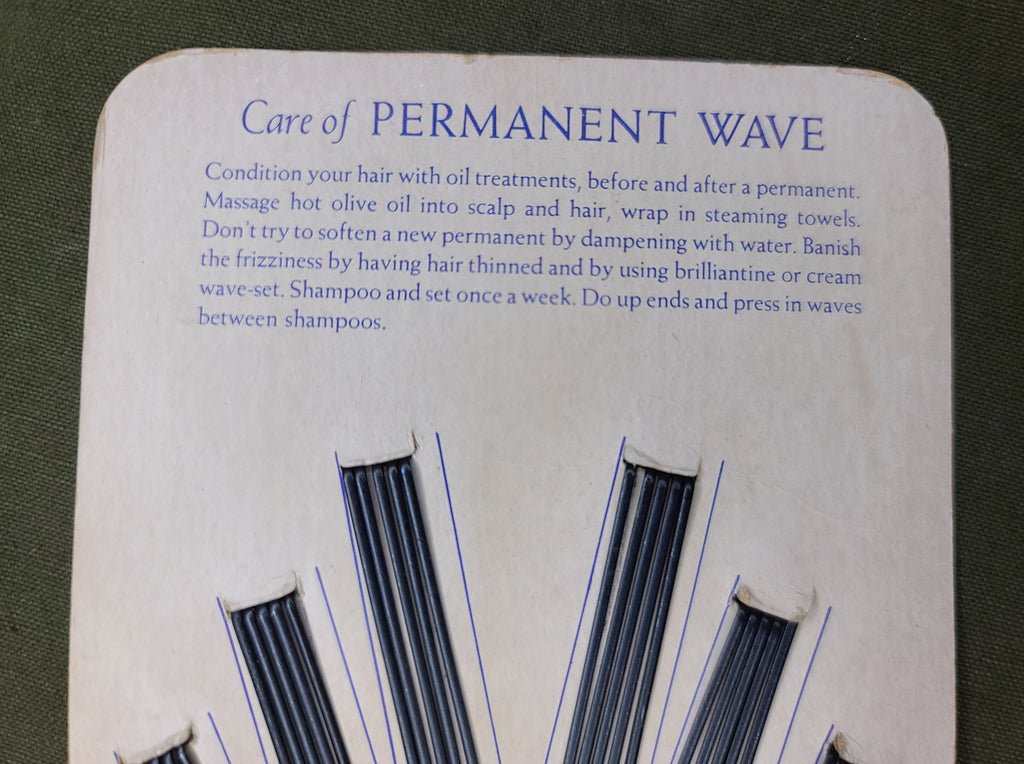 Care of PERMANENT WAVE
Condition your hair with oil treatments, before and after a permanent.
Massage hot olive oil into scalp and hair, wrap in steaming towels.
Don't try to soften a new permanent by dampening with water. Banish
the frizziness by having hair thinned and by using brilliantine or cream
wave-set. Shampoo and set once a week. Do up ends and press in waves
between shampoos.